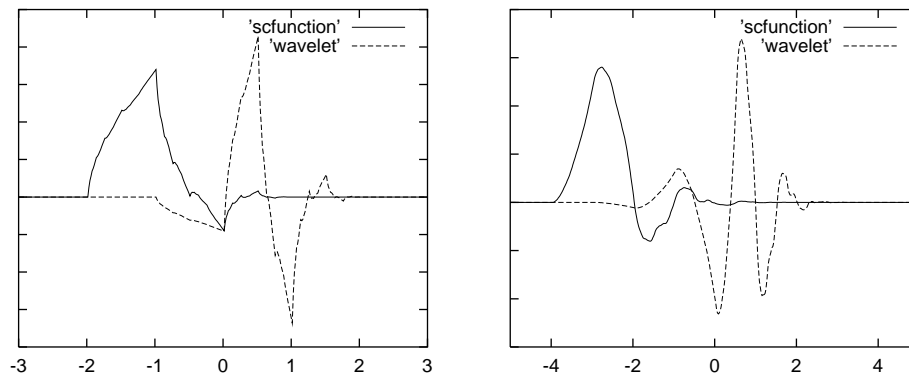 'scfunction'
'wavelet'
-3 -2 -1 0 1 2 3
'scfunction'
'wavelet'
-4 -2 0 2 4